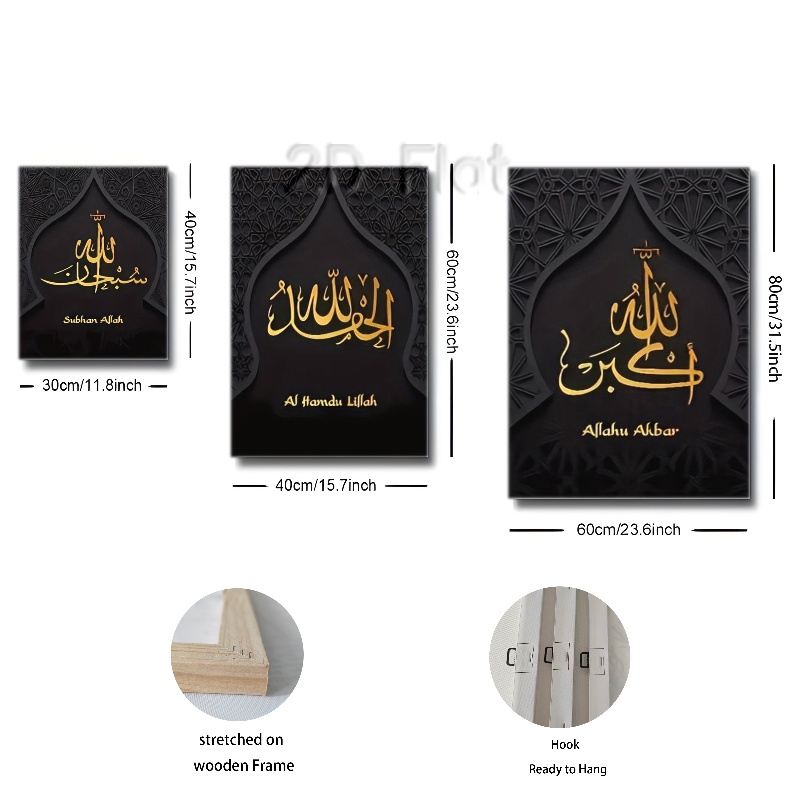 2D Flat
سبحان الله
Subhan Allah
40cm/15.7inch
30cm/11.8inch
الحمد لله
Al Hamdu Lillah
60cm/23.6inch
40cm/15.7inch
الله أكبر
Allahu Akbar
80cm/31.5inch
60cm/23.6inch
stretched on
wooden Frame
Hook
Ready to Hang